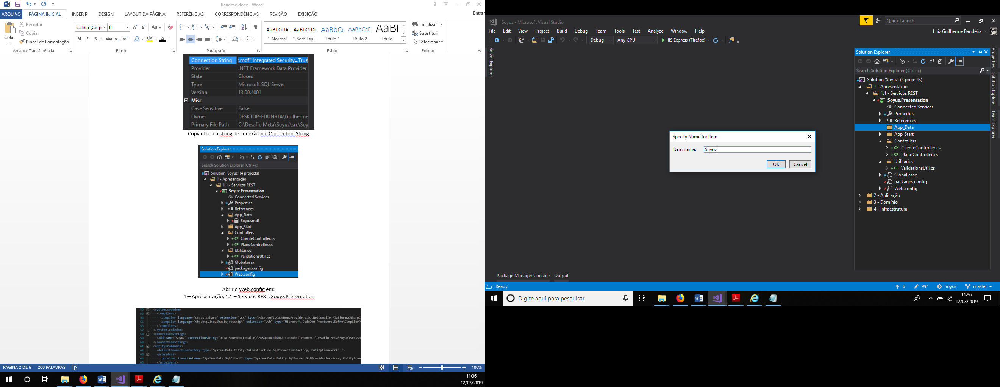 Readme.docx - Word
ARQUIVO PÁGINA INICIAL INSERIR DESIGN LAYOUT DA PÁGINA REFERÊNCIAS CORRESPONDÊNCIAS REVISÃO EXIBIÇÃO Entrar
Colar
Recortar
Copiar
Pincel de Formatação
Área de Transferência
Calibri (Corp 11
Fonte
Parágrafo
AaBbCcDc AaBbCcDc AaBbCc AaBbCcD AaBl
¶ Normal ¶ Sem Esp... Título 1 Título 2 Título
Estilo
Localizar
Substituir
Selecionar
Edição
Connection String .mdf";Integrated Security=True
Provider .NET Framework Data Provider
State Closed
Type Microsoft SQL Server
Version 13.00.4001
Misc
Case Sensitive False
Owner DESKTOP-FDUNRTA\Guilherme
Primary File Path C:\Desafio Meta\Soyuz\src\Soy
Copiar toda a string de conexão na Connection String
Solution Explorer
Search Solution Explorer (Ctrl+ç)
Solution 'Soyuz' (4 projects)
1 - Apresentação
1.1 - Serviços REST
Soyuz.Presentation
Connected Services
Properties
References
App_Data
Soyuz.mdf
App_Start
Controllers
ClienteController.cs
PlanoController.cs
Utilitarios
ValidationsUtil.cs
Global.asax
packages.config
Web.config
Abrir o Web.config em:
1 – Apresentação, 1.1 – Serviços REST, Souyz.Presentation
52 <system.codedom>
53 <compilers>
54 <compiler language="c#;cs;csharp" extension=".cs" type="Microsoft.CodeDom.Providers.DotNetCompilerPlatform.CSharpC
55 <compiler language="vb;vbs;visualbasic;vbscript" extension=".vb" type="Microsoft.CodeDom.Providers.DotNetCompilerP
56 </compilers>
57 </system.codedom>
58 <connectionStrings>
59 <add name="Soyuz" connectionString="Data Source=(LocalDB)\MSSQLLocalDB;AttachDbFilename=C:\Desafio Meta\Soyuz\src\So
60 </connectionStrings>
61 <entityFramework>
62 <defaultConnectionFactory type="System.Data.Entity.Infrastructure.SqlConnectionFactory, EntityFramework" />
63 <providers>
64 <provider invariantName="System.Data.SqlClient" type="System.Data.Entity.SqlServer.SqlProviderServices, EntityFram
65 </providers>
PÁGINA 2 DE 6 208 PALAVRAS 100%
11:36
12/03/2019
Soyuz - Microsoft Visual Studio
Quick Launch
File Edit View Project Build Debug Team Tools Test Analyze Window Help
Luiz Guilherme Bandeira
Debug Any CPU IIS Express (Firefox)
Server Explorer
Solution Explorer
Search Solution Explorer (Ctrl+ç)
Solution 'Soyuz' (4 projects)
1 - Apresentação
1.1 - Serviços REST
Soyuz.Presentation
Connected Services
Properties
References
App_Data
App_Start
Controllers
ClienteController.cs
PlanoController.cs
Utilitarios
ValidationsUtil.cs
Global.asax
packages.config
Web.config
2 - Aplicação
3 - Domínio
4 - Infraestrutura
Properties
Solution Explorer
Team Explorer
Specify Name for Item
Item name: Soyuz
OK Cancel
Package Manager Console Output
Ready 6 99* Soyuz master
Digite aqui para pesquisar
11:36
12/03/2019